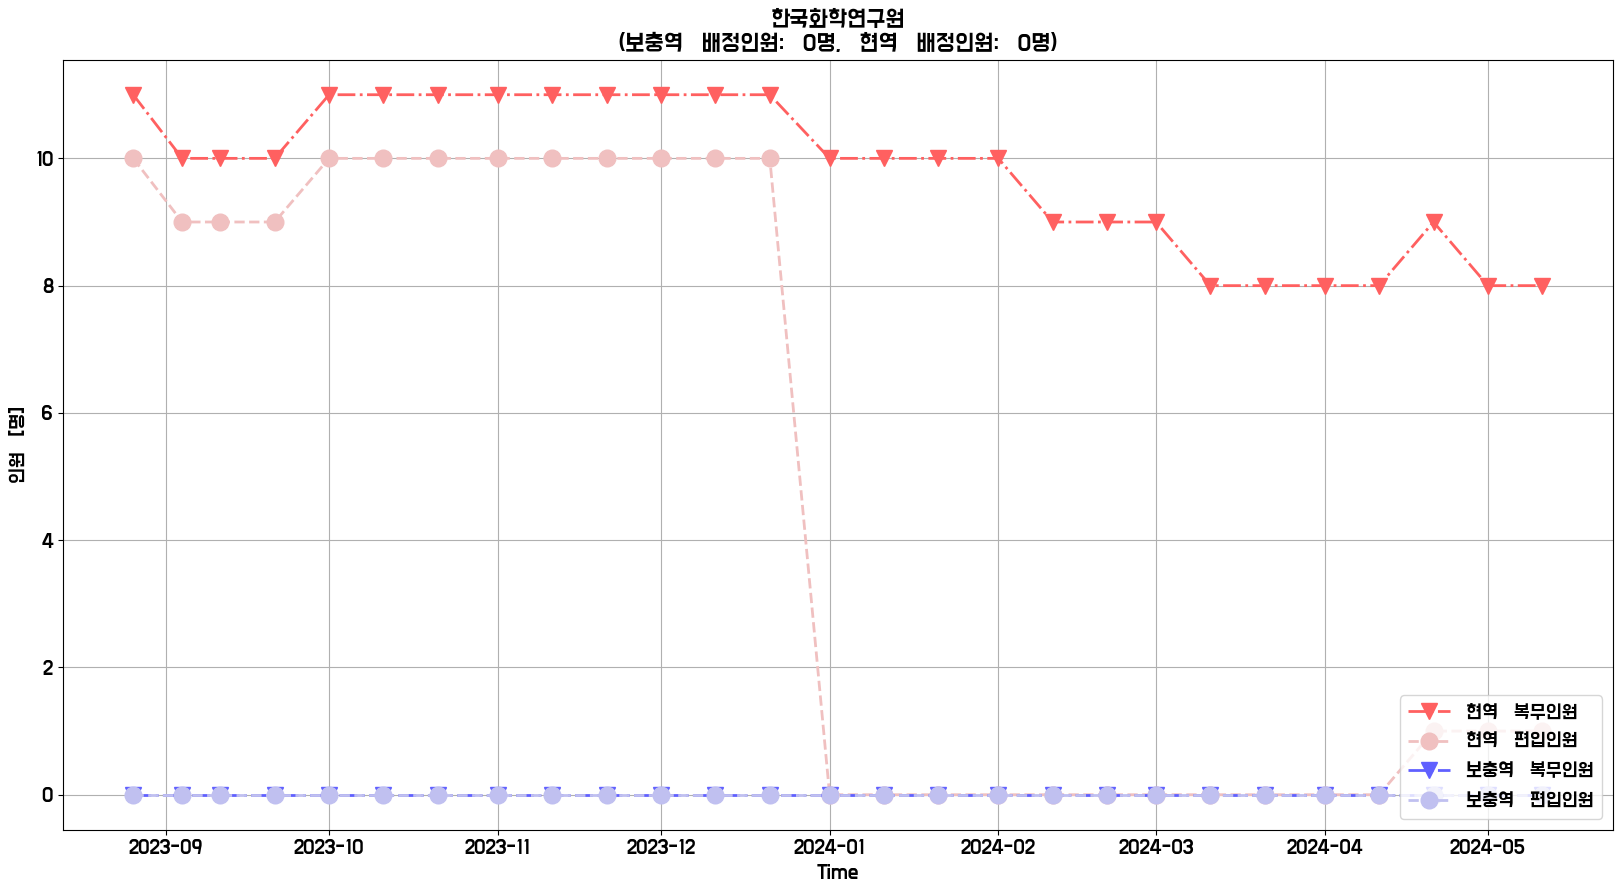 한국화학연구원
(보충역 배정인원: 0명, 현역 배정인원: 0명)
인원 [명]
10
8
6
4
2
0
현역 복무인원
현역 편입인원
보충역 복무인원
보충역 편입인원
2023-09 2023-10 2023-11 2023-12 2024-01 2024-02 2024-03 2024-04 2024-05
Time